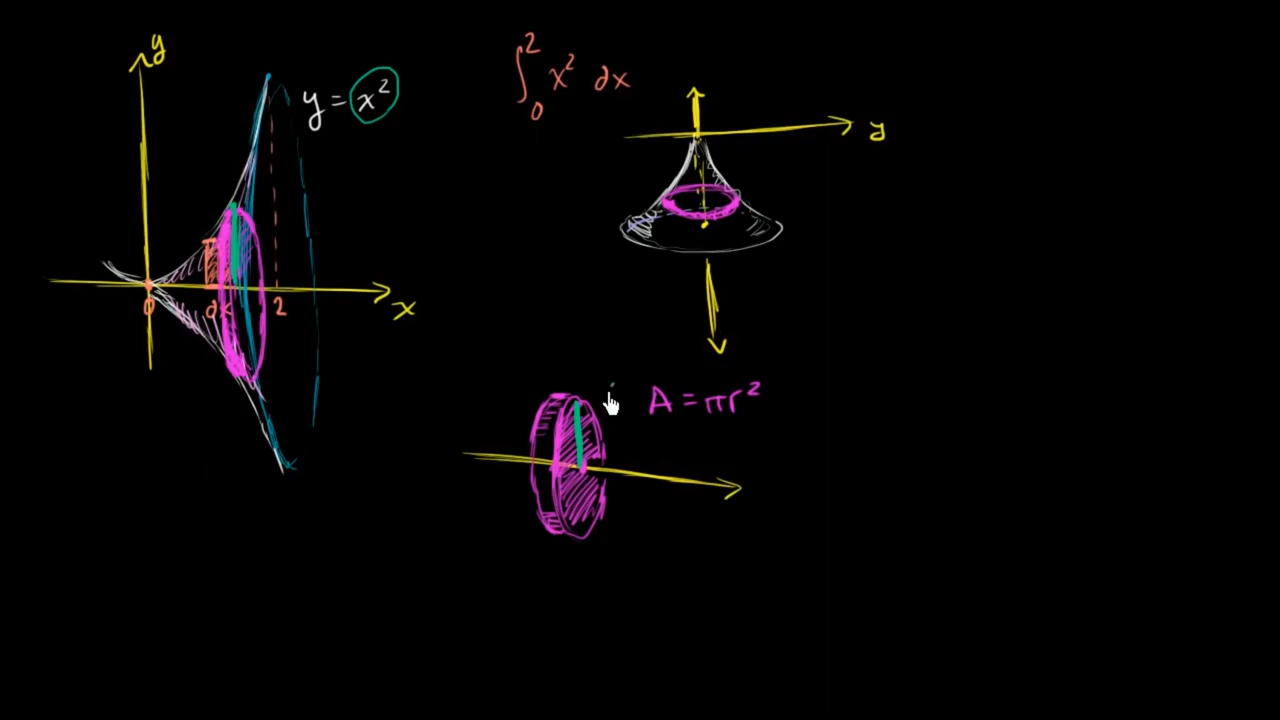 y
y = x²
0
dx
2
x
∫₀² x² dx
y
A = πr²